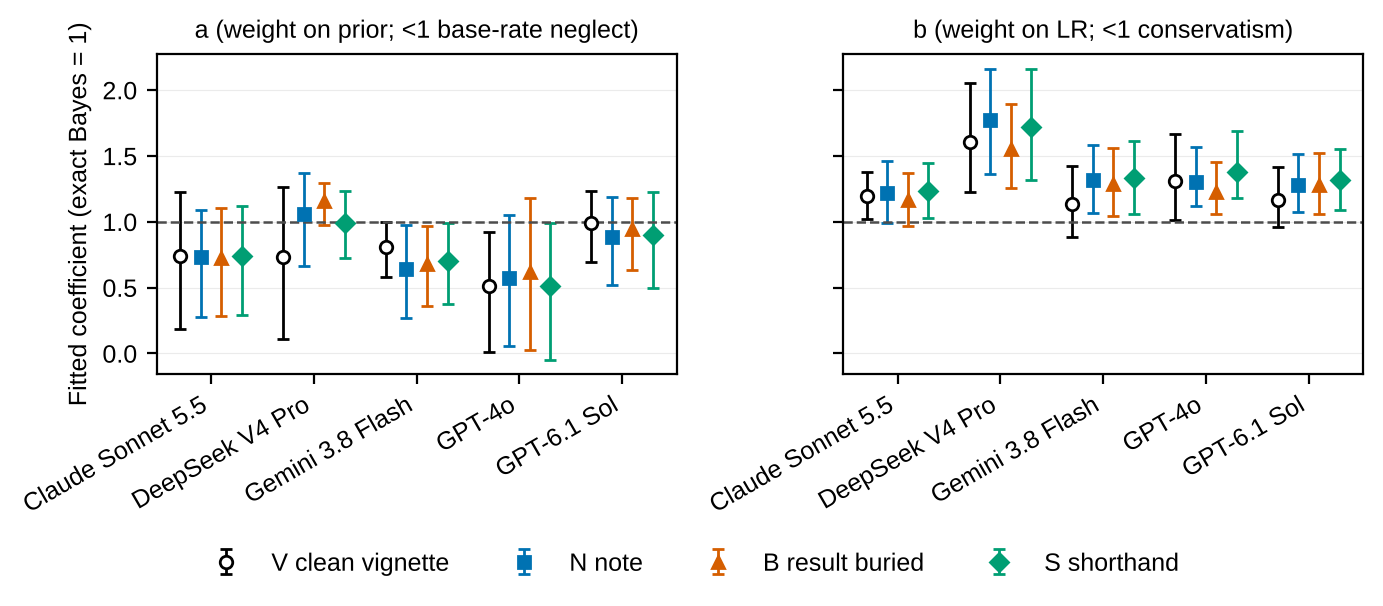 a (weight on prior; <1 base-rate neglect)
b (weight on LR; <1 conservatism)
Fitted coefficient (exact Bayes = 1)
2.0
1.5
1.0
0.5
0.0
Claude Sonnet 5.5
DeepSeek V4 Pro
Gemini 3.8 Flash
GPT-4o
GPT-6.1 Sol
Claude Sonnet 5.5
DeepSeek V4 Pro
Gemini 3.8 Flash
GPT-4o
GPT-6.1 Sol
V clean vignette
N note
B result buried
S shorthand